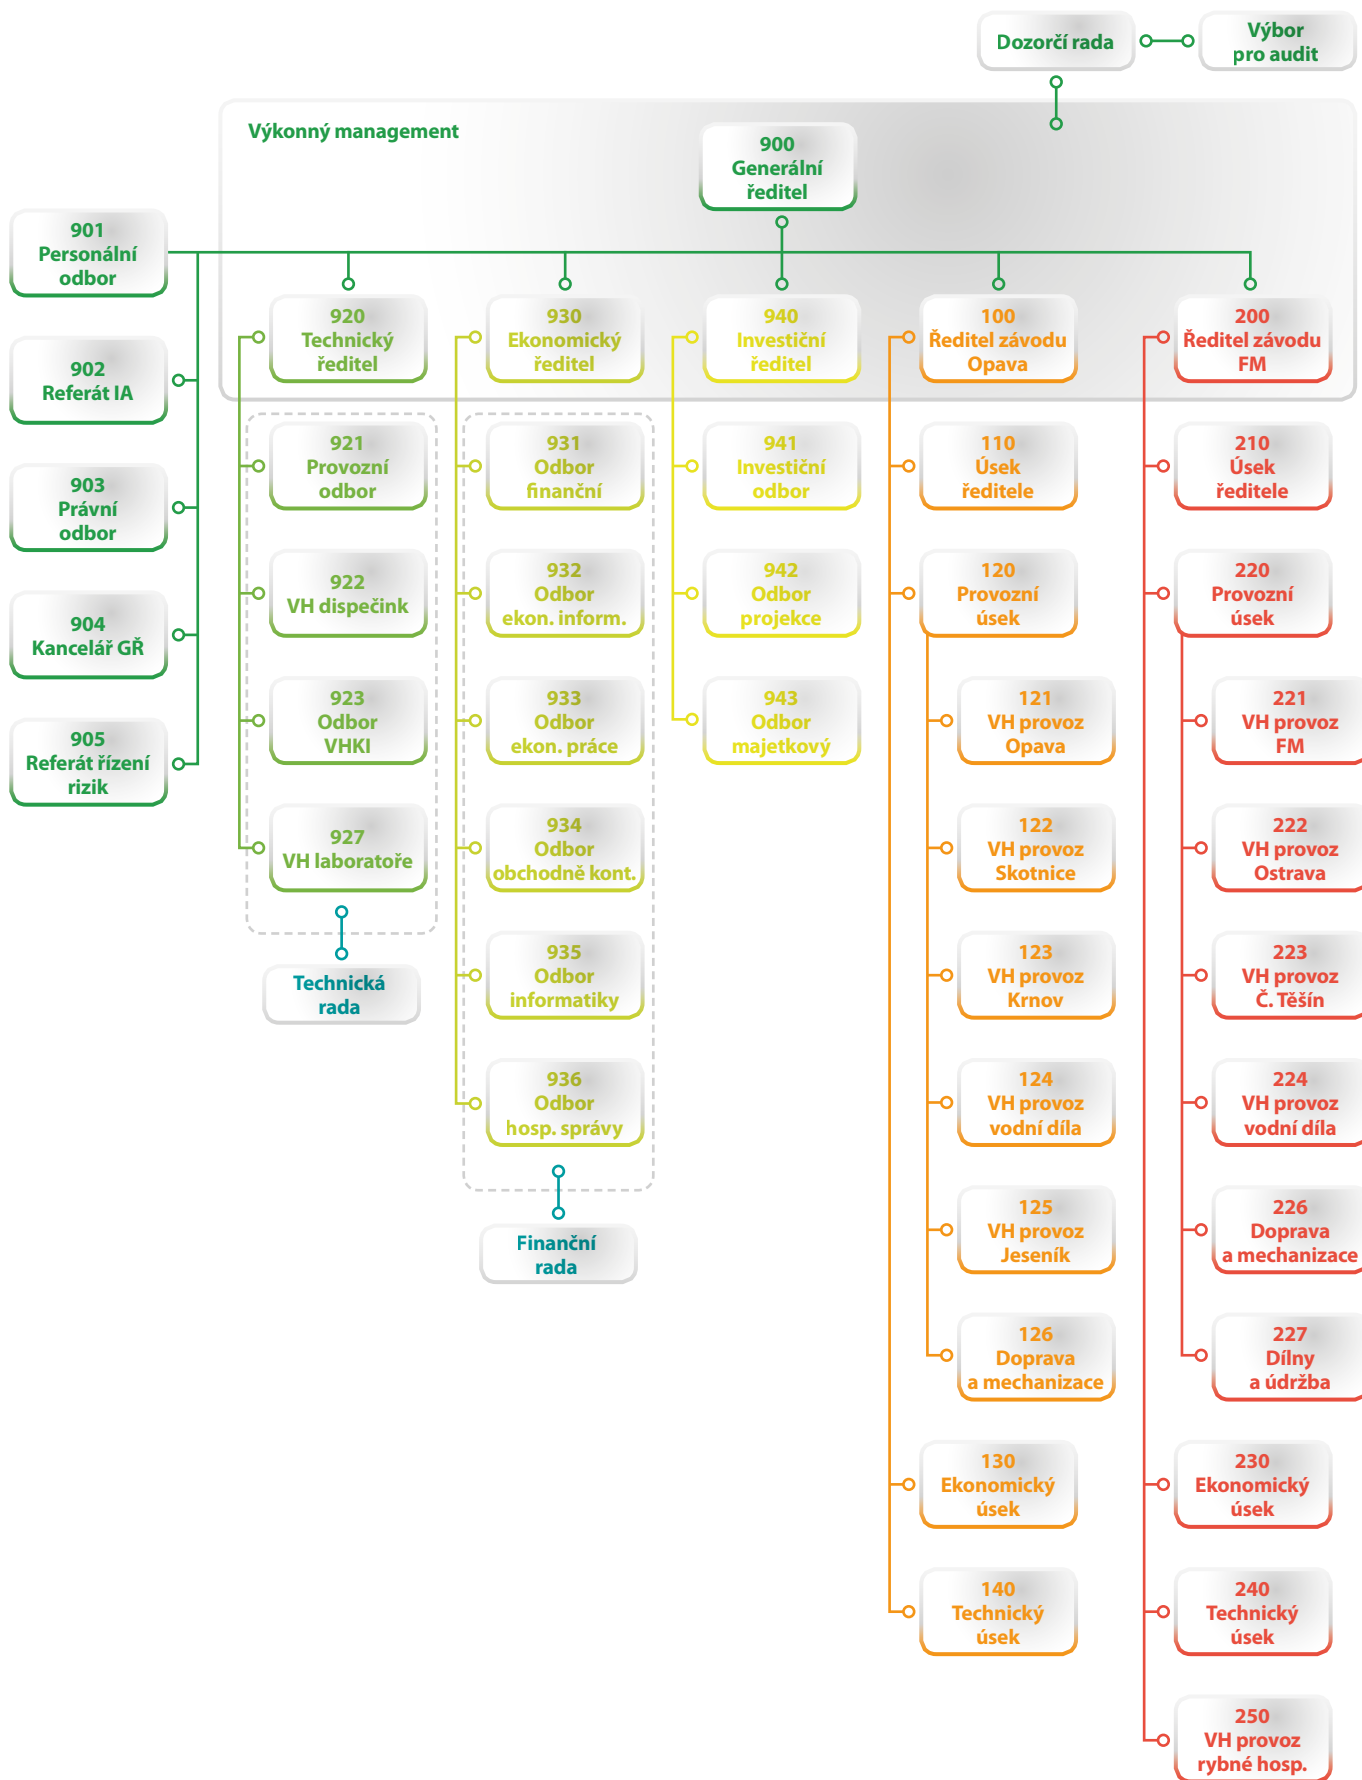 Dozorčí rada
Výbor
pro audit
Výkonný management
900
Generální
ředitel
901
Personální
odbor
902
Referát IA
903
Právní
odbor
904
Kancelář GŘ
905
Referát řízení
rizik
920
Technický
ředitel
921
Provozní
odbor
922
VH dispečink
923
Odbor
VHKI
927
VH laboratoře
Technická
rada
930
Ekonomický
ředitel
931
Odbor
finanční
932
Odbor
ekon. inform.
933
Odbor
ekon. práce
934
Odbor
obchodně kont.
935
Odbor
informatiky
936
Odbor
hosp. správy
Finanční
rada
940
Investiční
ředitel
941
Investiční
odbor
942
Odbor
projekce
943
Odbor
majetkový
100
Ředitel závodu
Opava
110
Úsek
ředitele
120
Provozní
úsek
121
VH provoz
Opava
122
VH provoz
Skotnice
123
VH provoz
Krnov
124
VH provoz
vodní díla
125
VH provoz
Jeseník
126
Doprava
a mechanizace
130
Ekonomický
úsek
140
Technický
úsek
200
Ředitel závodu
FM
210
Úsek
ředitele
220
Provozní
úsek
221
VH provoz
FM
222
VH provoz
Ostrava
223
VH provoz
Č. Těšín
224
VH provoz
vodní díla
226
Doprava
a mechanizace
227
Dílny
a údržba
230
Ekonomický
úsek
240
Technický
úsek
250
VH provoz
rybné hosp.